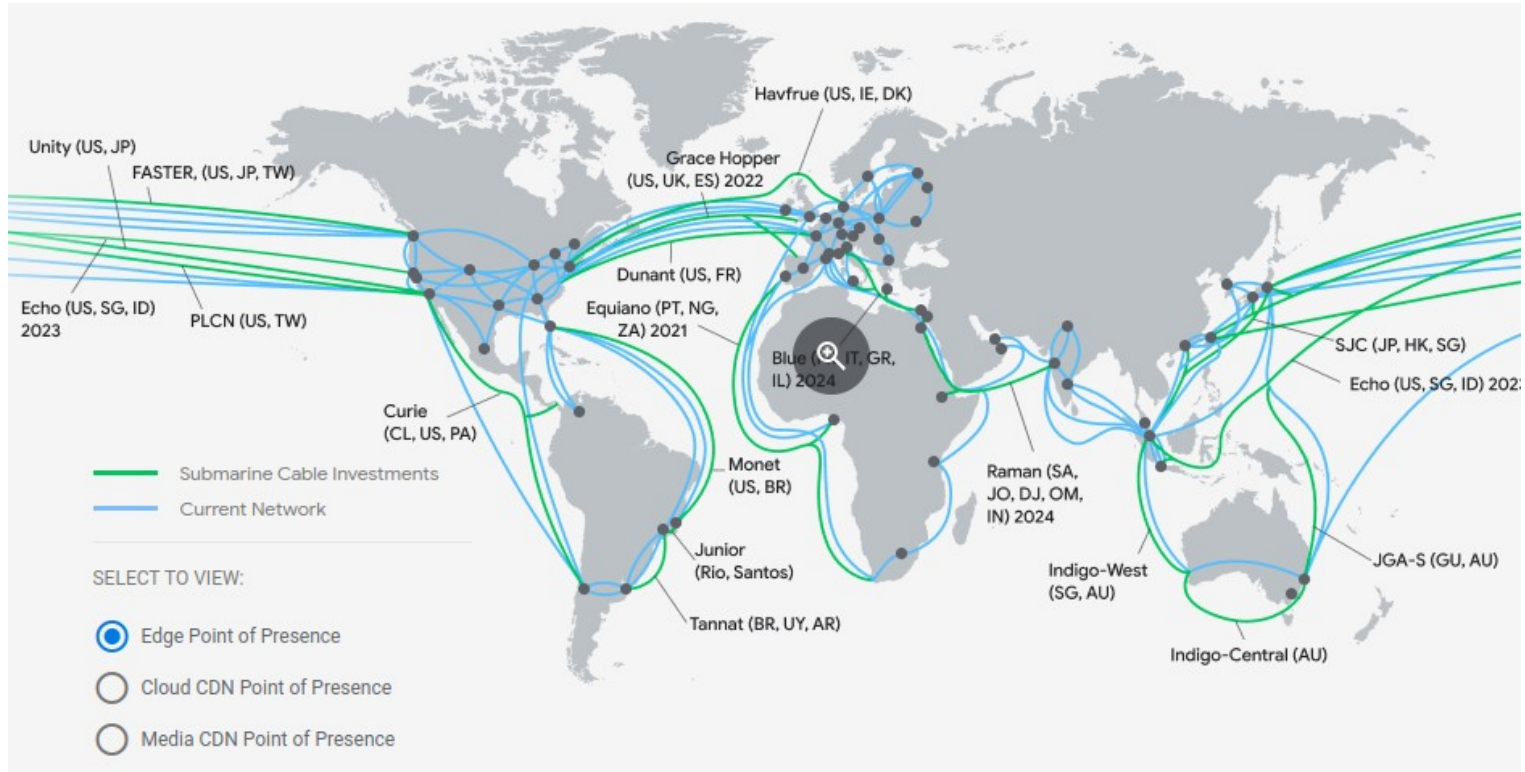 Havfrue (US, IE, DK)
Unity (US, JP)
FASTER, (US, JP, TW)
Grace Hopper
(US, UK, ES) 2022
Dunant (US, FR)
Echo (US, SG, ID)
2023
PLCN (US, TW)
Equiano (PT, NG,
ZA) 2021
Blue ( IT, GR,
IL) 2024
SJC (JP, HK, SG)
Echo (US, SG, ID) 202
Curie
(CL, US, PA)
Monet
(US, BR)
Raman (SA,
JO, DJ, OM,
IN) 2024
Submarine Cable Investments
Current Network
Junior
(Rio, Santos)
Indigo-West
(SG, AU)
JGA-S (GU, AU)
Tannat (BR, UY, AR)
Indigo-Central (AU)
SELECT TO VIEW:
Edge Point of Presence
Cloud CDN Point of Presence
Media CDN Point of Presence